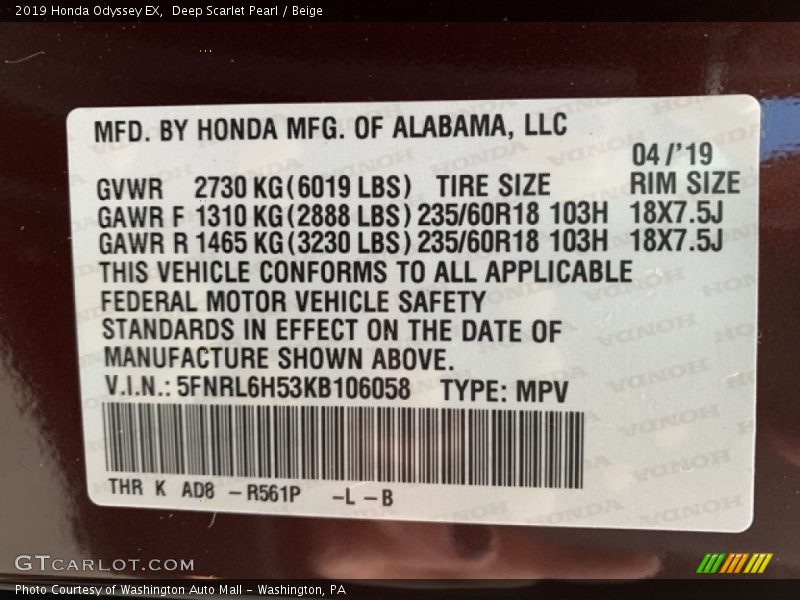 2019 Honda Odyssey EX,  Deep Scarlet Pearl / Beige
MFD. BY HONDA MFG. OF ALABAMA, LLC
04/'19
GVWR 2730 KG(6019 LBS) TIRE SIZE RIM SIZE
GAWR F 1310 KG(2888 LBS) 235/60R18 103H 18X7.5J
GAWR R 1465 KG(3230 LBS) 235/60R18 103H 18X7.5J
THIS VEHICLE CONFORMS TO ALL APPLICABLE
FEDERAL MOTOR VEHICLE SAFETY
STANDARDS IN EFFECT ON THE DATE OF
MANUFACTURE SHOWN ABOVE.
V.I.N.: 5FNRL6H53KB106058 TYPE: MPV
THR K AD8 -R561P -L -B
GTCARLOT.COM
Photo Courtesy of Washington Auto Mall - Washington, PA